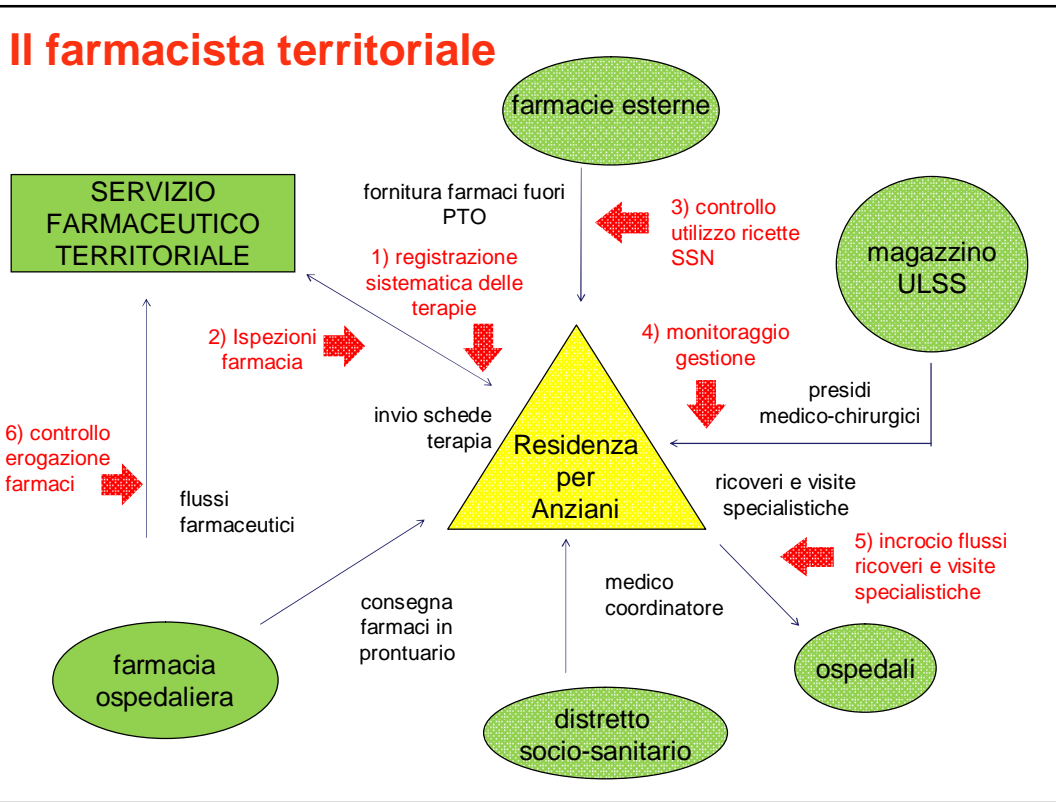 Il farmacista territoriale
farmacie esterne
SERVIZIO
FARMACEUTICO
TERRITORIALE
fornitura farmaci fuori
PTO
3) controllo
utilizzo ricette
SSN
magazzino
ULSS
1) registrazione
sistematica delle
terapie
2) Ispezioni
farmacia
4) monitoraggio
gestione
presidi
medico-chirurgici
invio schede
terapia
Residenza
per
Anziani
6) controllo
erogazione
farmaci
flussi
farmaceutici
ricoveri e visite
specialistiche
5) incrocio flussi
ricoveri e visite
specialistiche
consegna
farmaci in
prontuario
medico
coordinatore
farmacia
ospedaliera
distretto
socio-sanitario
ospedali